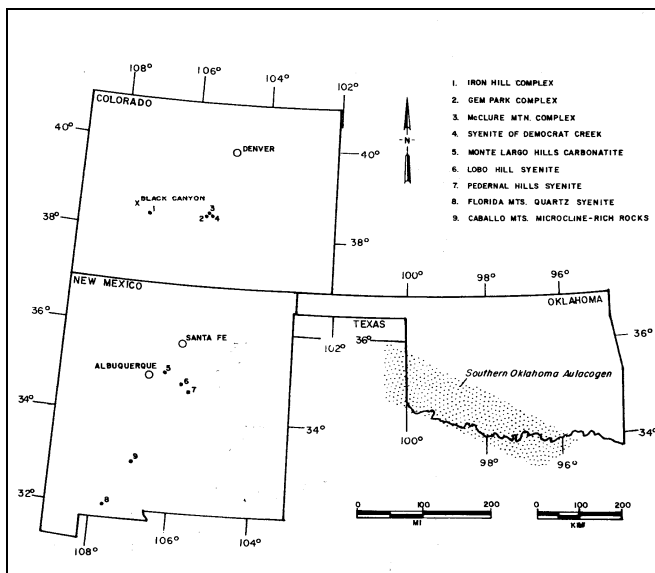 108° 106° 104° 102°
COLORADO
40° 40°
DENVER
BLACK CANYON
1
3
2 4
38° 38°
N
1. IRON HILL COMPLEX
2. GEM PARK COMPLEX
3. McCLURE MTN. COMPLEX
4. SYENITE OF DEMOCRAT CREEK
5. MONTE LARGO HILLS CARBONATITE
6. LOBO HILL SYENITE
7. PEDERNAL HILLS SYENITE
8. FLORIDA MTS. QUARTZ SYENITE
9. CABALLO MTS. MICROCLINE-RICH ROCKS
NEW MEXICO
100° 98° 96°
OKLAHOMA
36° 36°
TEXAS
102° 36°
SANTA FE
ALBUQUERQUE
5
6
7
Southern Oklahoma Aulacogen
34° 34° 34°
100° 98° 96°
9
32°
8
108° 106° 104°
0 100 200
MI
0 100 200
KM